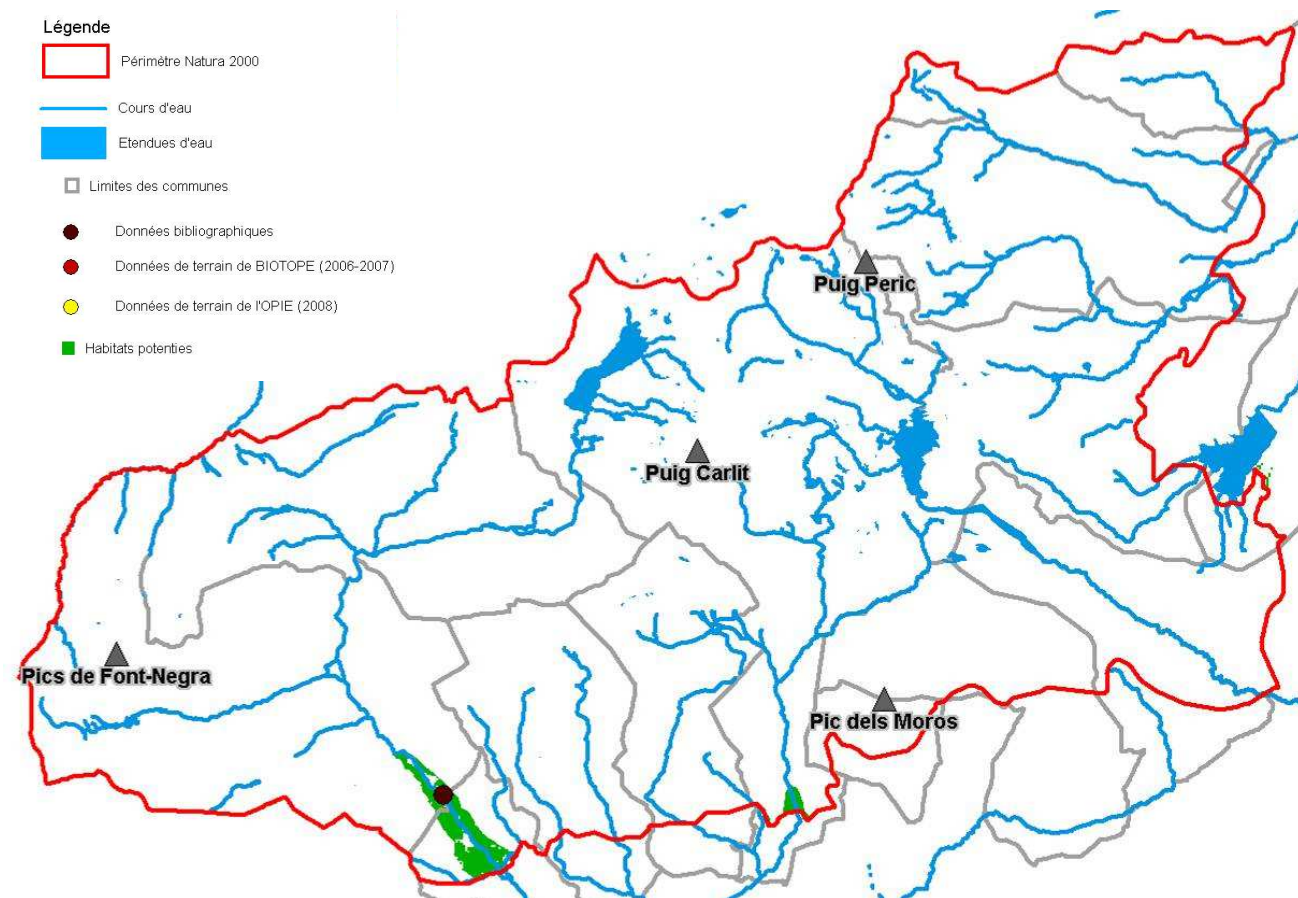 Légende
Périmètre Natura 2000
Cours d'eau
Etendues d'eau
Limites des communes
Données bibliographiques
Données de terrain de BIOTOPE (2006-2007)
Données de terrain de l'OPIE (2008)
Habitats potenties
Puig Peric
Puig Carlit
Pics de Font-Negra
Pic dels Moros